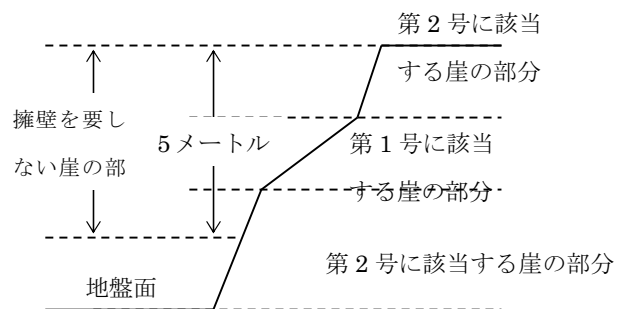 第２号に該当
する崖の部分
擁壁を要し
ない崖の部
５メートル
第１号に該当
する崖の部分
第２号に該当する崖の部分
地盤面